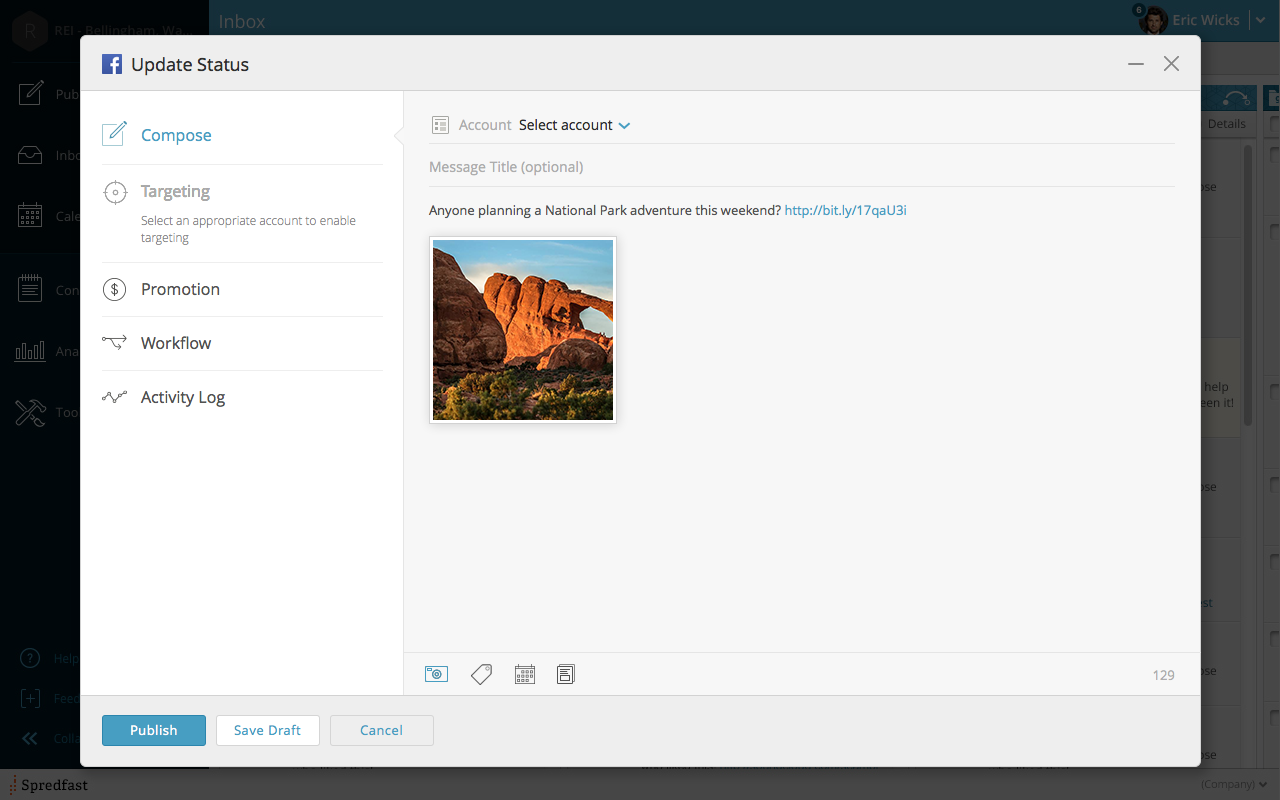 R REI - Bellingham, Wa...
Inbox
6
Eric Wicks
Update Status
Pub
Inbo
Cale
Con
Ana
Too
Help
Feed
Colla
Compose
Targeting
Select an appropriate account to enable
targeting
Promotion
Workflow
Activity Log
Account Select account
Message Title (optional)
Anyone planning a National Park adventure this weekend? http://bit.ly/17qaU3i
129
Publish
Save Draft
Cancel
Details
ose
help
een it!
ose
est
ose
ose
Spredfast
(Company)